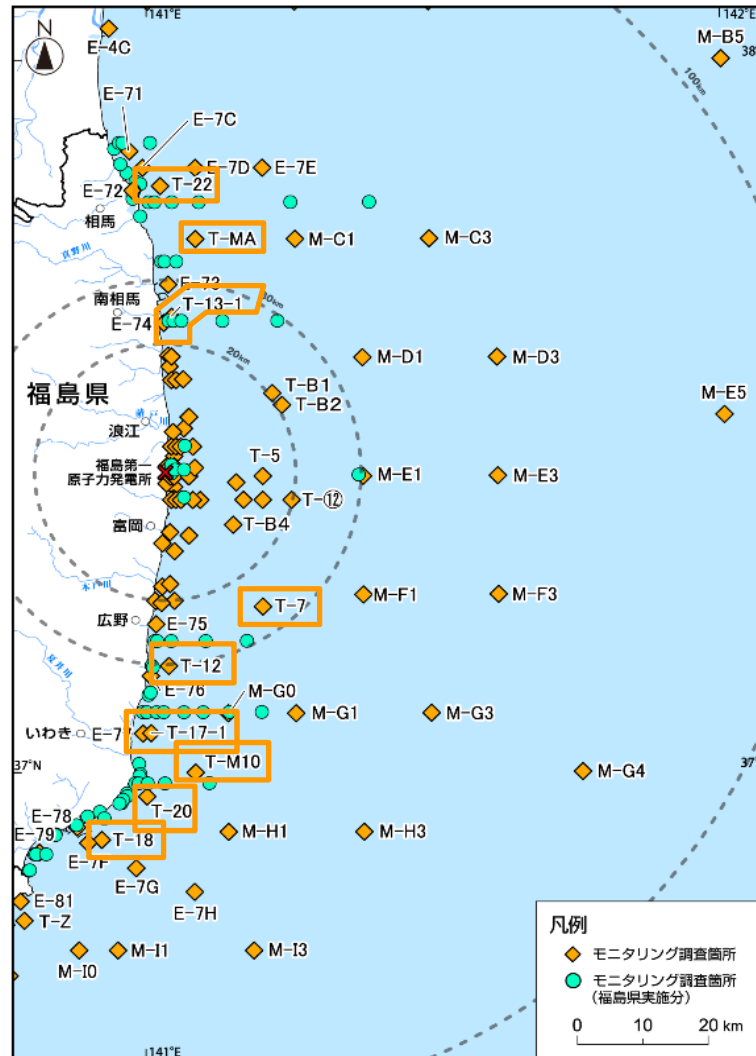 141°E
142°E
N
E-4C
M-B5
38°
100km
E-71
E-7C
E-7D
E-7E
E-72
T-22
相馬
T-MA
M-C1
M-C3
真野川
E-73
南相馬
30km
T-13-1
E-74
M-D1
M-D3
20km
福島県
T-B1
T-B2
M-E5
浪江
T-5
福島第一
原子力発電所
M-E1
M-E3
T-⑫
富岡
T-B4
木戸川
M-F1
M-F3
T-7
広野
E-75
夏井川
T-12
E-76
M-G0
M-G1
M-G3
いわき
E-77
T-17-1
37°N
T-M10
M-G4
37°
T-20
E-78
E-79
T-18
M-H1
M-H3
E-7F
E-7G
E-7H
E-81
T-Z
M-I0
M-I1
M-I3
凡例
モニタリング調査箇所
モニタリング調査箇所
(福島県実施分)
0 10 20 km
141°E